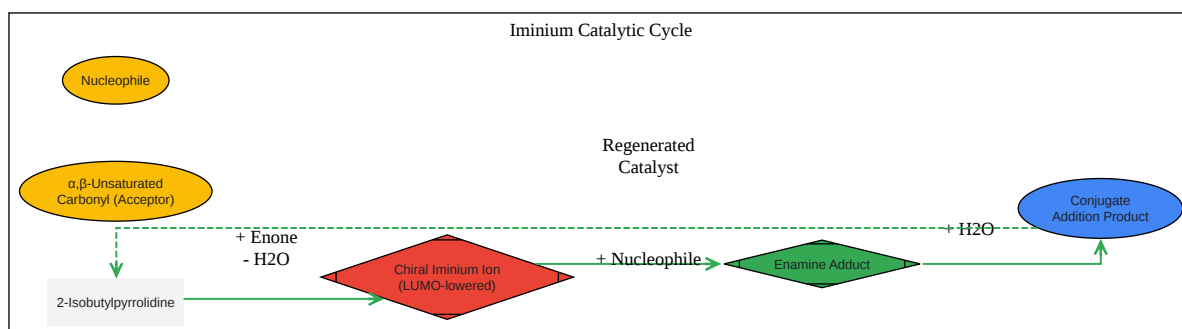 Iminium Catalytic Cycle
Nucleophile
Regenerated
Catalyst
α,β-Unsaturated
Carbonyl (Acceptor)
Conjugate
Addition Product
+ Enone
- H2O
+ H2O
+ Nucleophile
Chiral Iminium Ion
(LUMO-lowered)
Enamine Adduct
2-Isobutylpyrrolidine